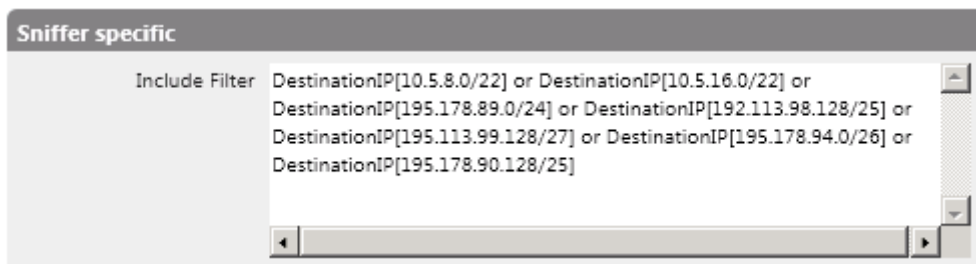 Sniffer specific
Include Filter DestinationIP[10.5.8.0/22] or DestinationIP[10.5.16.0/22] or
DestinationIP[195.178.89.0/24] or DestinationIP[192.113.98.128/25] or
DestinationIP[195.113.99.128/27] or DestinationIP[195.178.94.0/26] or
DestinationIP[195.178.90.128/25]